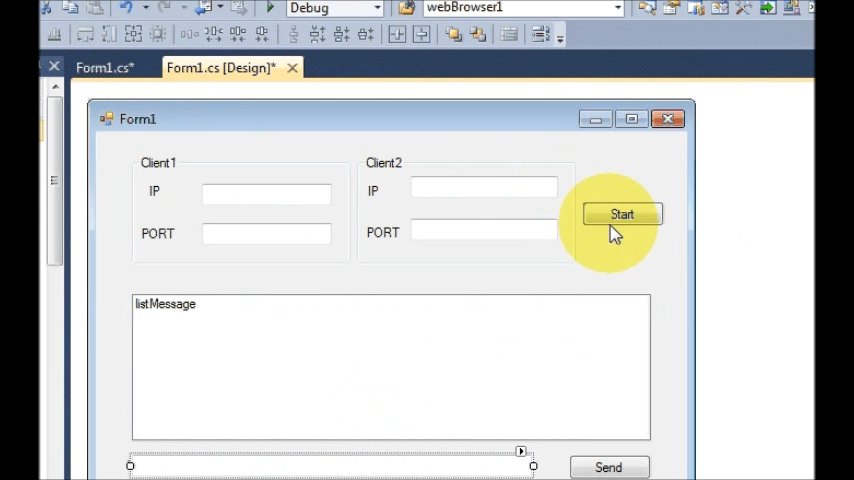 Debug
webBrowser1
Form1.cs*
Form1.cs [Design]*
Form1
Client1
Client2
IP
IP
Start
PORT
PORT
listMessage
Send